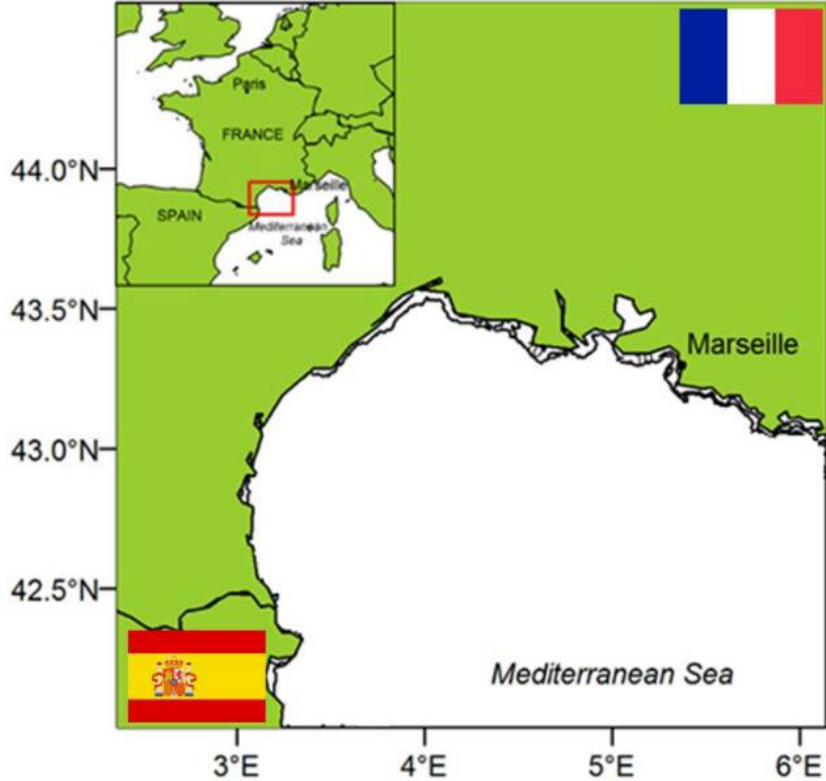 Paris
FRANCE
Marseille
SPAIN
Mediterranean
Sea
44.0°N
43.5°N
Marseille
43.0°N
42.5°N
Mediterranean Sea
3°E
4°E
5°E
6°E